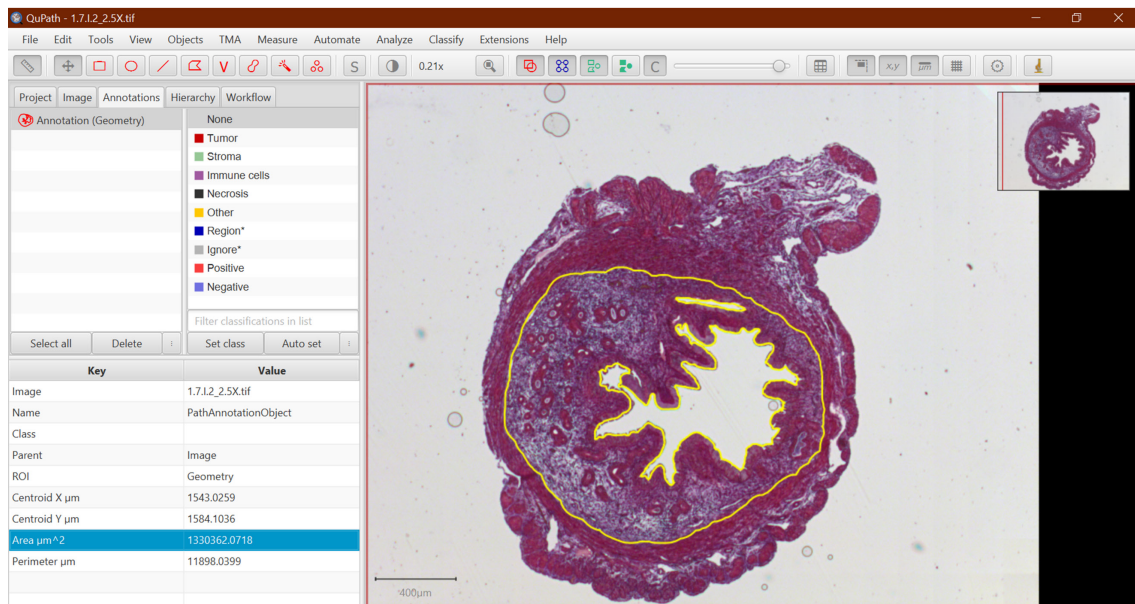 QuPath - 1.7.I.2_2.5X.tif
File Edit Tools View Objects TMA Measure Automate Analyze Classify Extensions Help
V S 0.21x C x,y µm
Project Image Annotations Hierarchy Workflow
Annotation (Geometry)
None
Tumor
Stroma
Immune cells
Necrosis
Other
Region*
Ignore*
Positive
Negative
Filter classifications in list
Select all Delete : Set class Auto set :
Key Value
Image 1.7.I.2_2.5X.tif
Name PathAnnotationObject
Class
Parent Image
ROI Geometry
Centroid X µm 1543.0259
Centroid Y µm 1584.1036
Area µm^2 1330362.0718
Perimeter µm 11898.0399
400µm